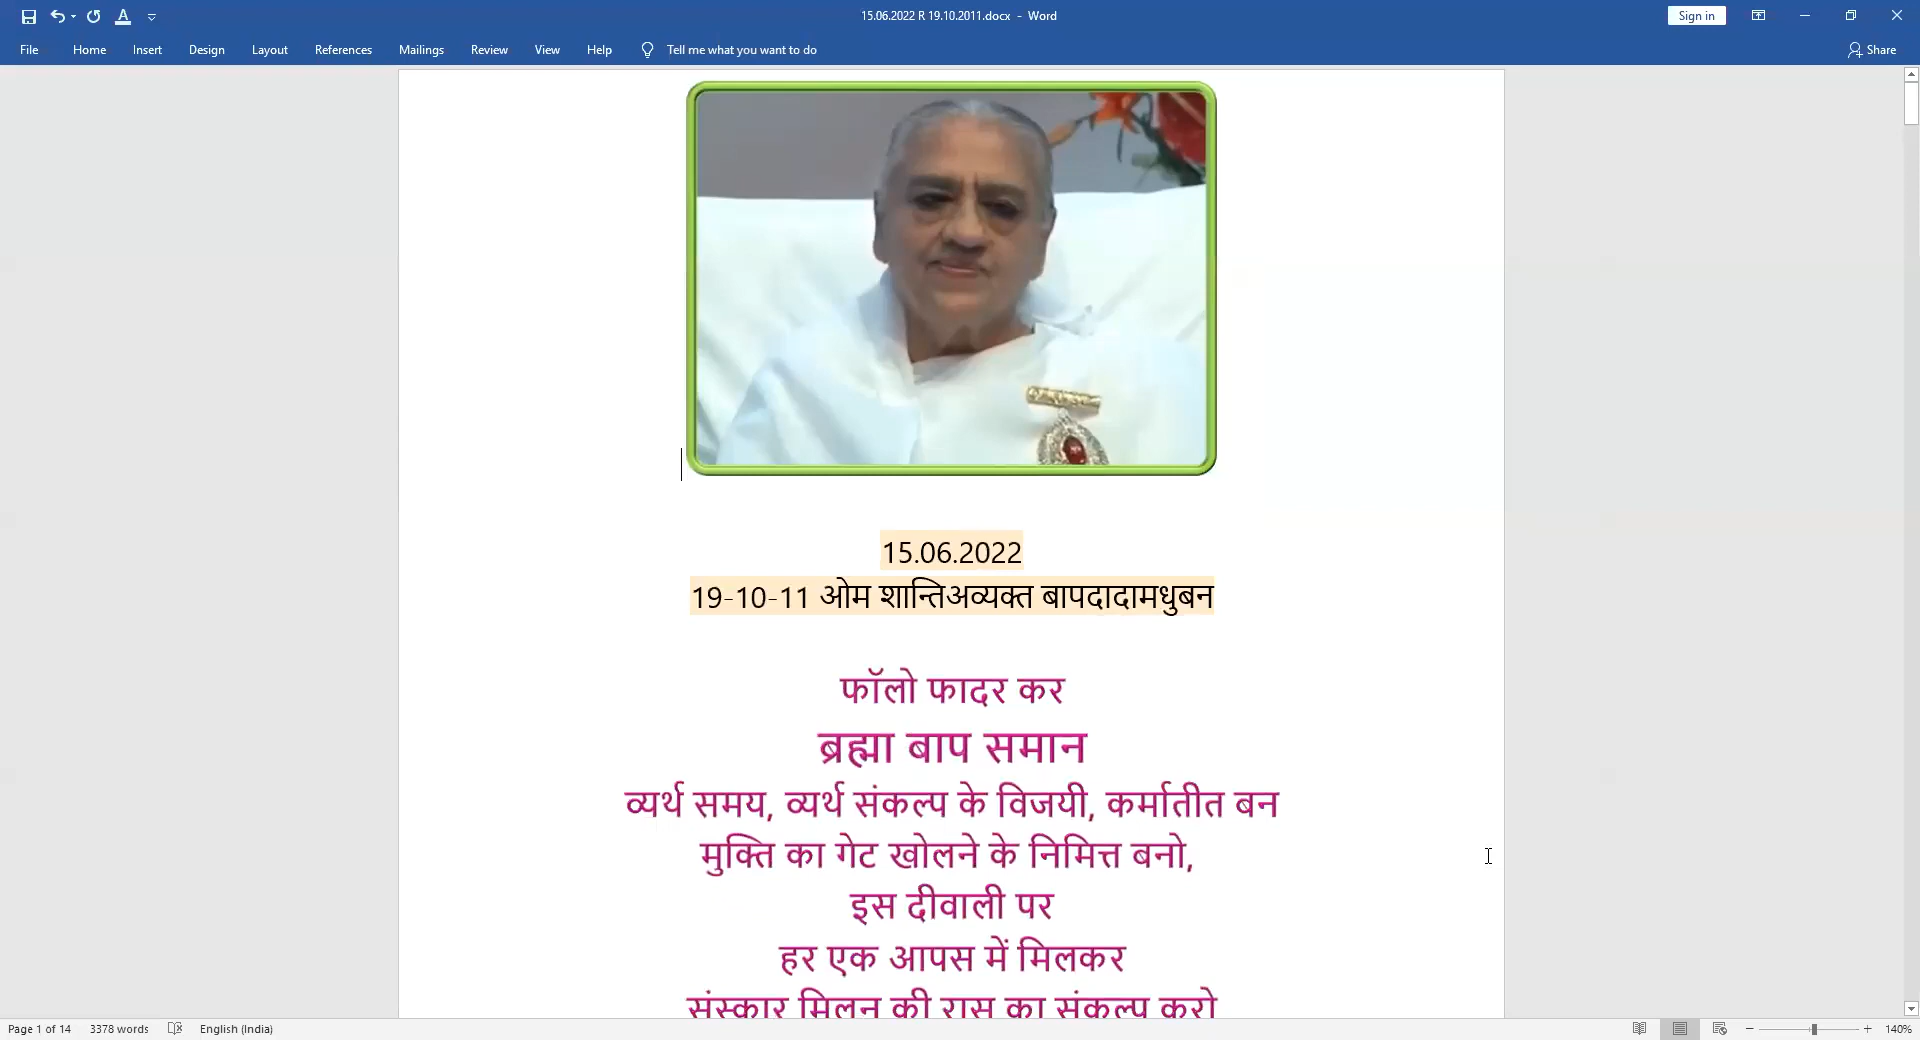 15.06.2022 R 19.10.2011.docx - Word
Sign in
File Home Insert Design Layout References Mailings Review View Help Tell me what you want to do Share
15.06.2022
19-10-11 ओम शान्तिअव्यक्त बापदादामधुबन
फॉलो फादर कर
ब्रह्मा बाप समान
व्यर्थ समय, व्यर्थ संकल्प के विजयी, कर्मातीत बन
मुक्ति का गेट खोलने के निमित्त बनो,
इस दीवाली पर
हर एक आपस में मिलकर
संस्कार मिलन की रास का संकल्प करो
Page 1 of 14 3378 words English (India) 140%